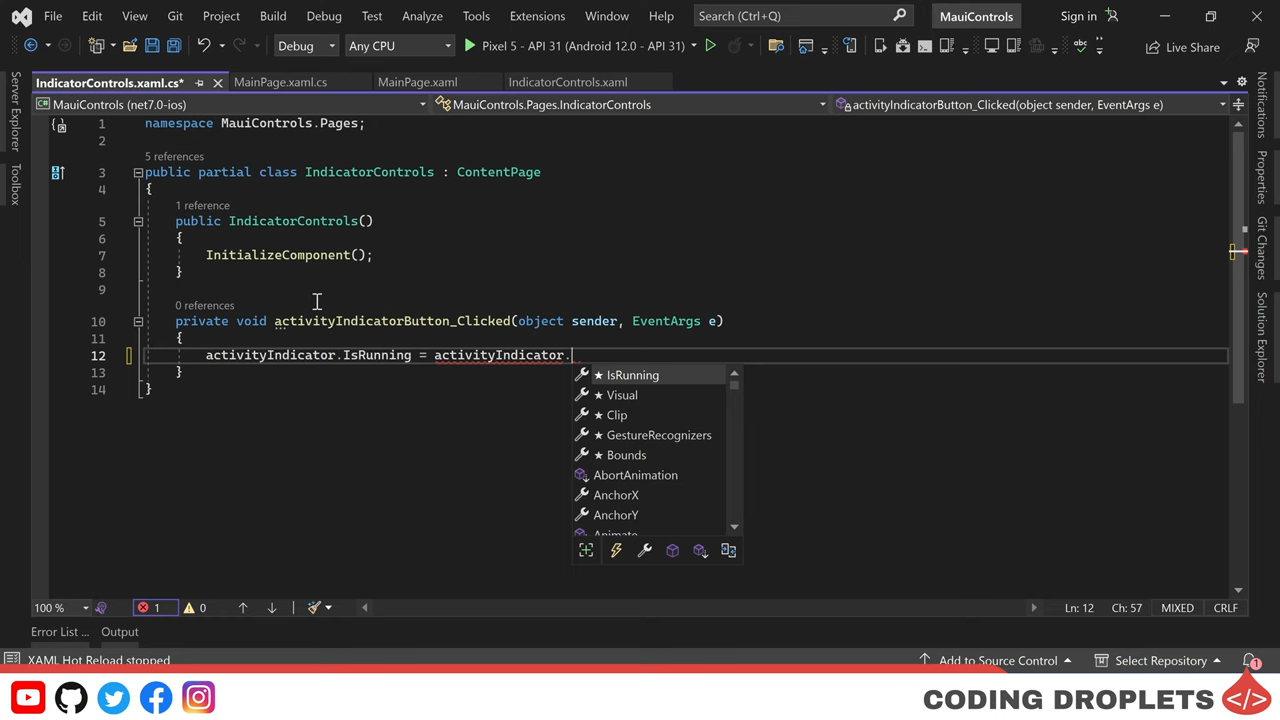 File Edit View Git Project Build Debug Test Analyze Tools Extensions Window Help Search (Ctrl+Q) MauiControls Sign in
Debug Any CPU Pixel 5 - API 31 (Android 12.0 - API 31) Live Share
IndicatorControls.xaml.cs* MainPage.xaml.cs MainPage.xaml IndicatorControls.xaml
MauiControls (net7.0-ios) MauiControls.Pages.IndicatorControls activityIndicatorButton_Clicked(object sender, EventArgs e)
Server Explorer
Toolbox
Notifications
Properties
Git Changes
Solution Explorer
1 namespace MauiControls.Pages;
2
5 references
3 public partial class IndicatorControls : ContentPage
4 {
1 reference
5 public IndicatorControls()
6 {
7 InitializeComponent();
8 }
9
0 references
10 private void activityIndicatorButton_Clicked(object sender, EventArgs e)
11 {
12 activityIndicator.IsRunning = activityIndicator.
13 }
14 }
★ IsRunning
★ Visual
★ Clip
★ GestureRecognizers
★ Bounds
AbortAnimation
AnchorX
AnchorY
Animate
100 % 1 0 Ln: 12 Ch: 57 MIXED CRLF
Error List ... Output
XAML Hot Reload stopped Add to Source Control Select Repository 1
CODING DROPLETS </>